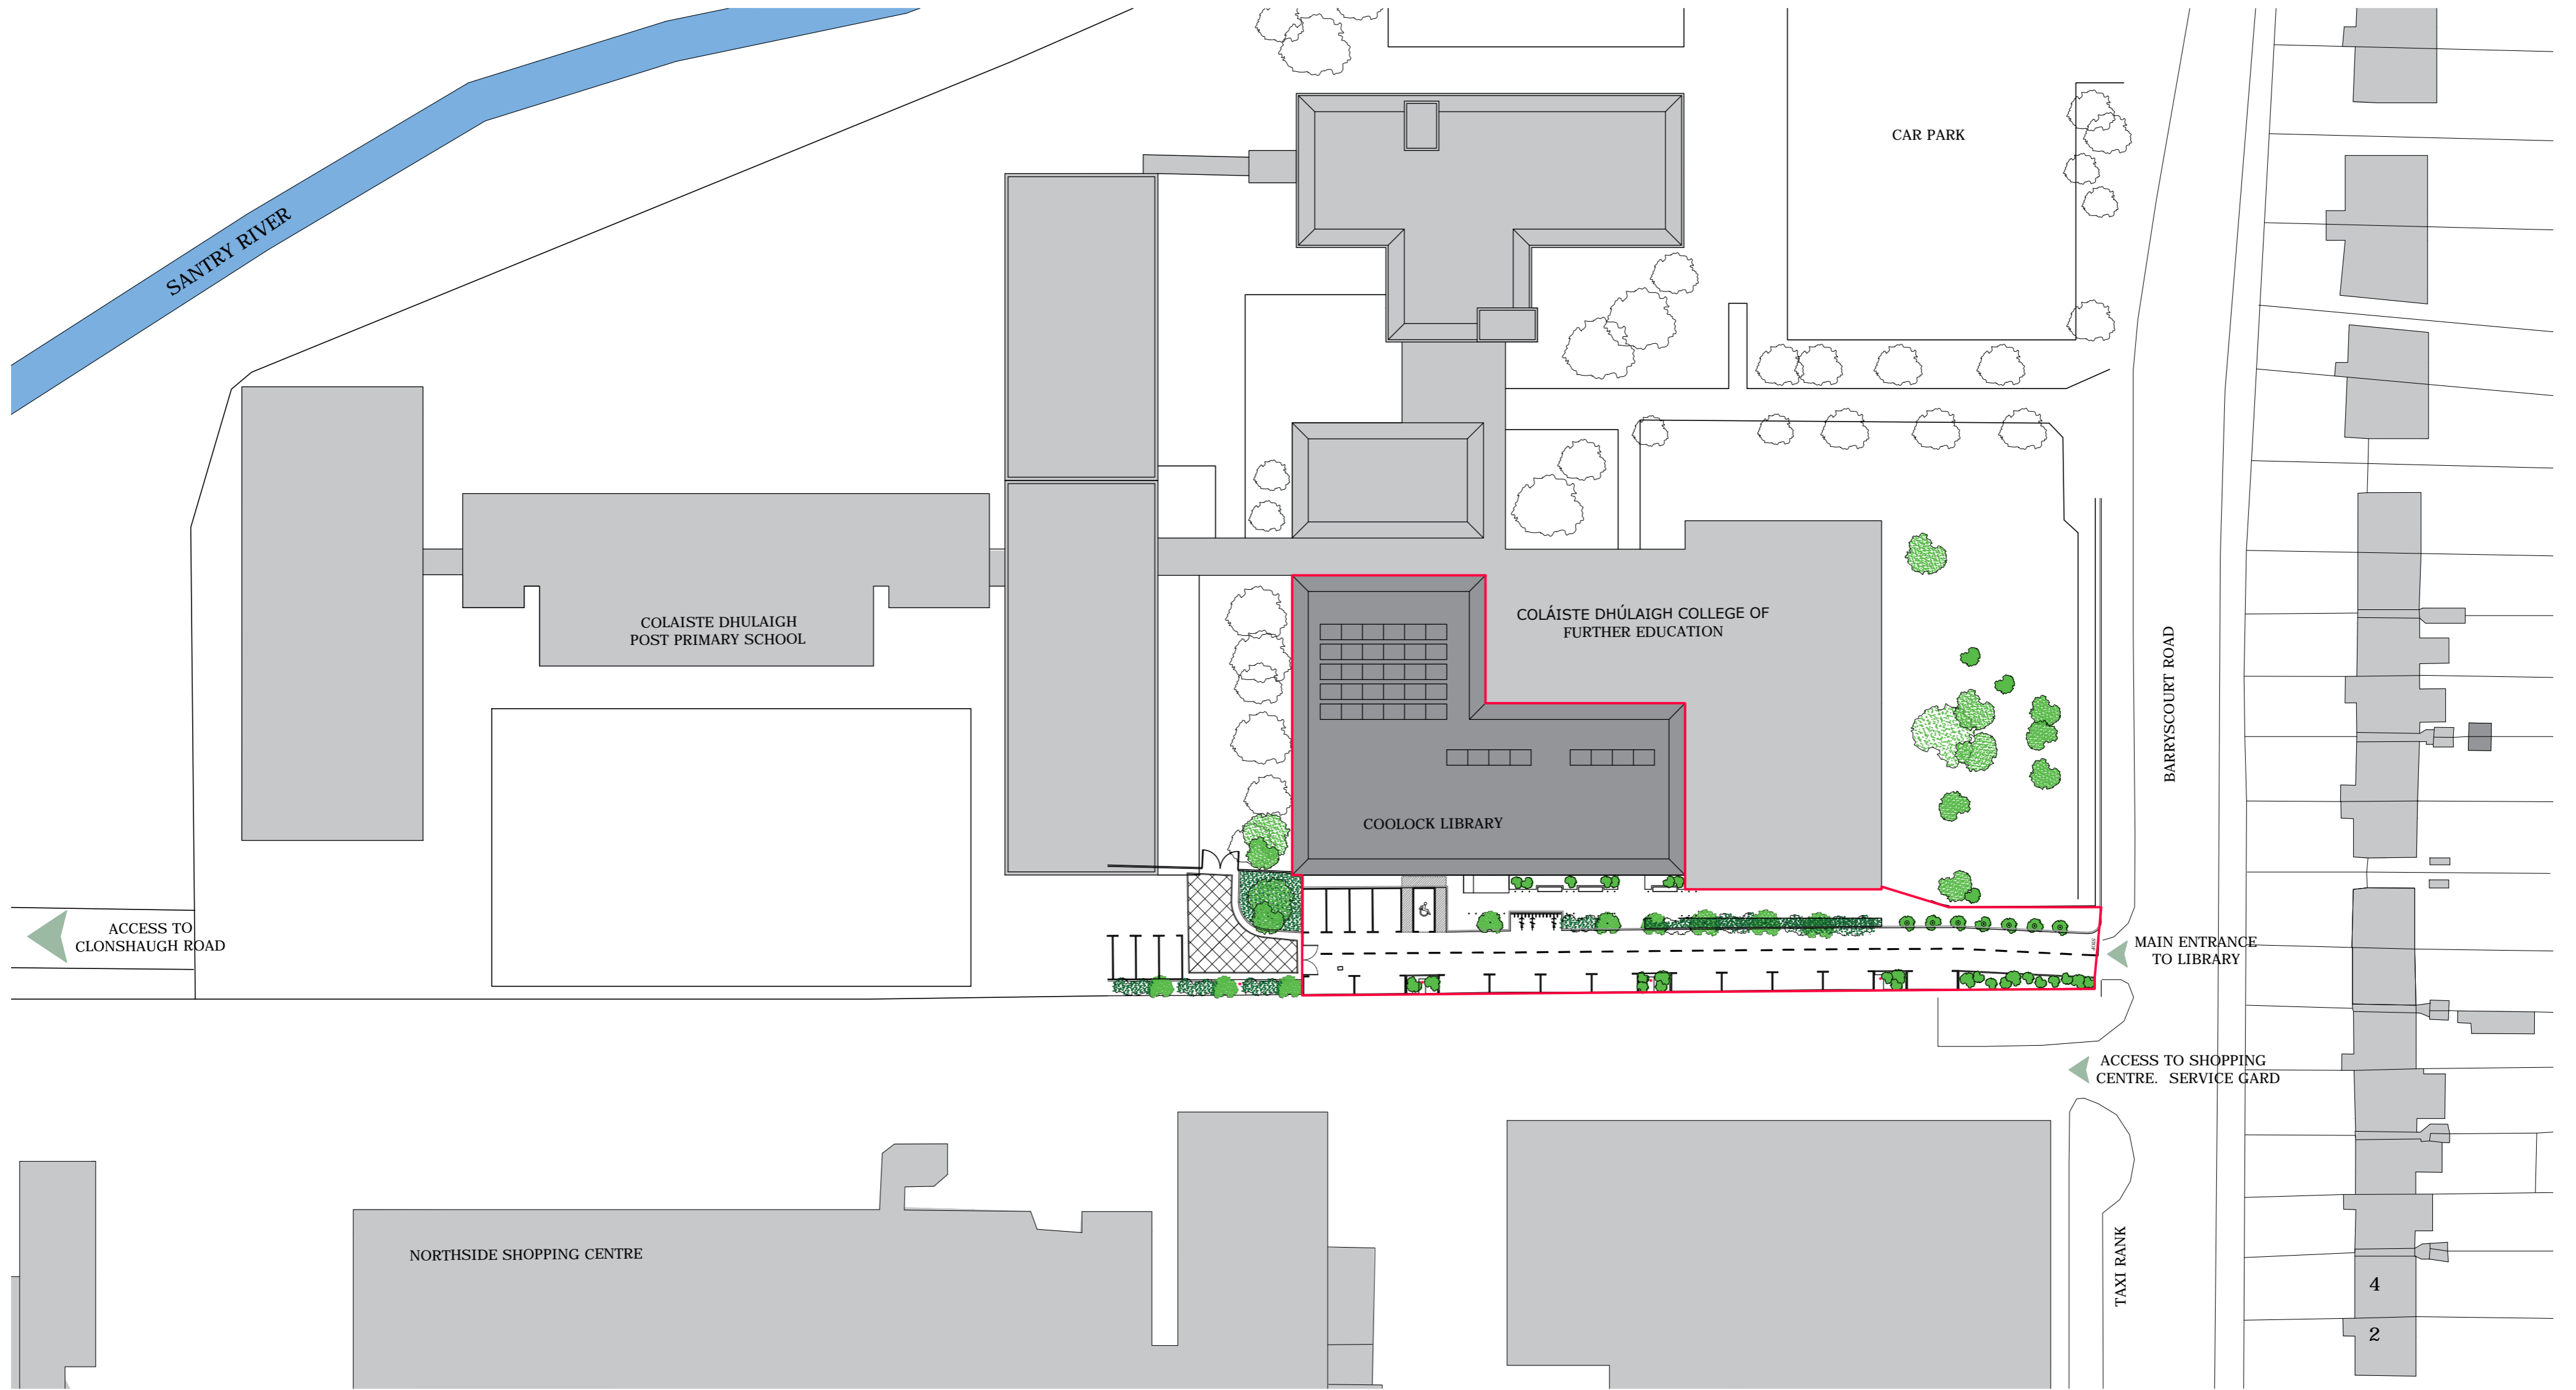 CAR PARK
SANTRY RIVER
COLAISTE DHULAIGH
POST PRIMARY SCHOOL
COLÁISTE DHÚLAIGH COLLEGE OF
FURTHER EDUCATION
BARRYSCOURT ROAD
COOLOCK LIBRARY
ACCESS TO
CLONSHAUGH ROAD
MAIN ENTRANCE
TO LIBRARY
ACCESS TO SHOPPING
CENTRE. SERVICE GARD
NORTHSIDE SHOPPING CENTRE
TAXI RANK
4
2